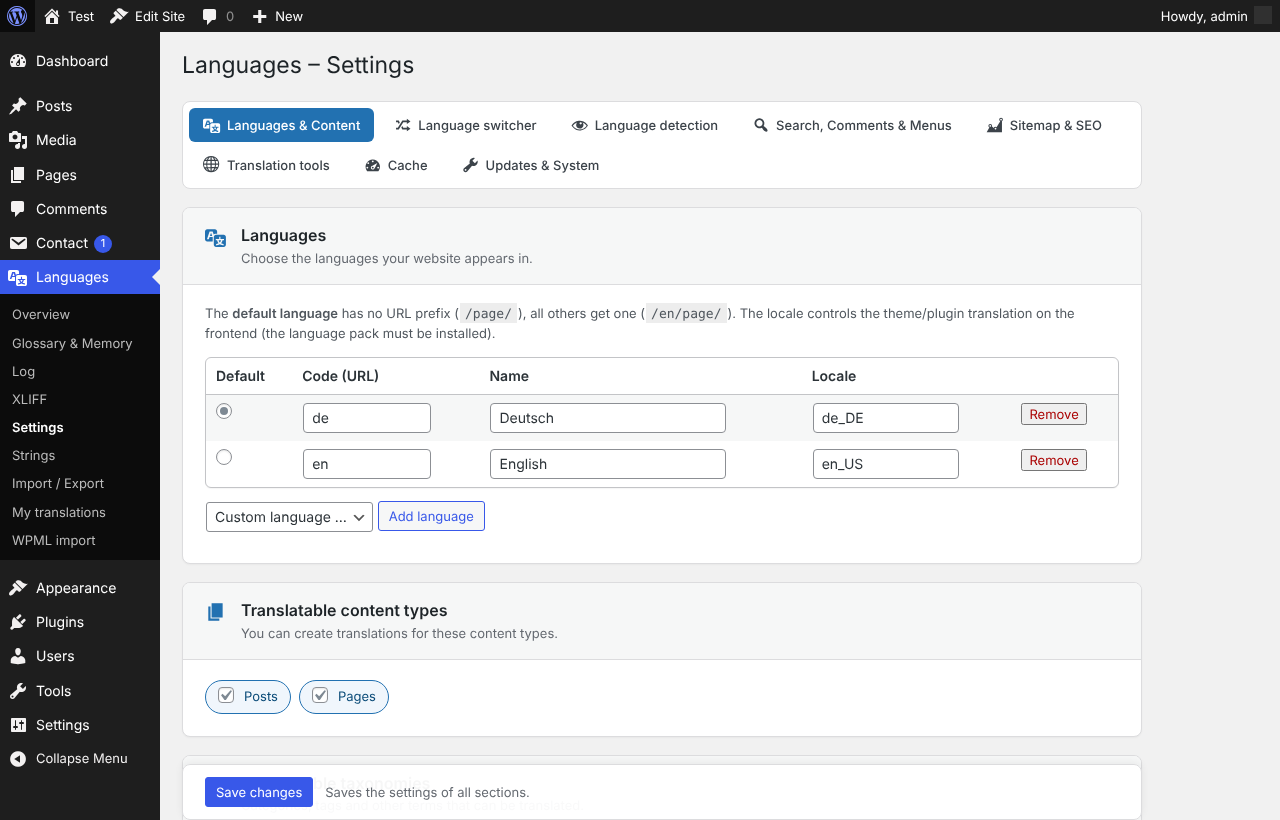 Test Edit Site 0 New Howdy, admin
Dashboard
Posts
Media
Pages
Comments
Contact 1
Languages
Overview
Glossary & Memory
Log
XLIFF
Settings
Strings
Import / Export
My translations
WPML import
Appearance
Plugins
Users
Tools
Settings
Collapse Menu
Languages – Settings
Languages & Content Language switcher Language detection Search, Comments & Menus Sitemap & SEO
Translation tools Cache Updates & System
Languages
Choose the languages your website appears in.
The default language has no URL prefix ( /page/ ), all others get one ( /en/page/ ). The locale controls the theme/plugin translation on the
frontend (the language pack must be installed).
Default Code (URL) Name Locale
de Deutsch de_DE Remove
en English en_US Remove
Custom language ... Add language
Translatable content types
You can create translations for these content types.
Posts Pages
Save changes Saves the settings of all sections.